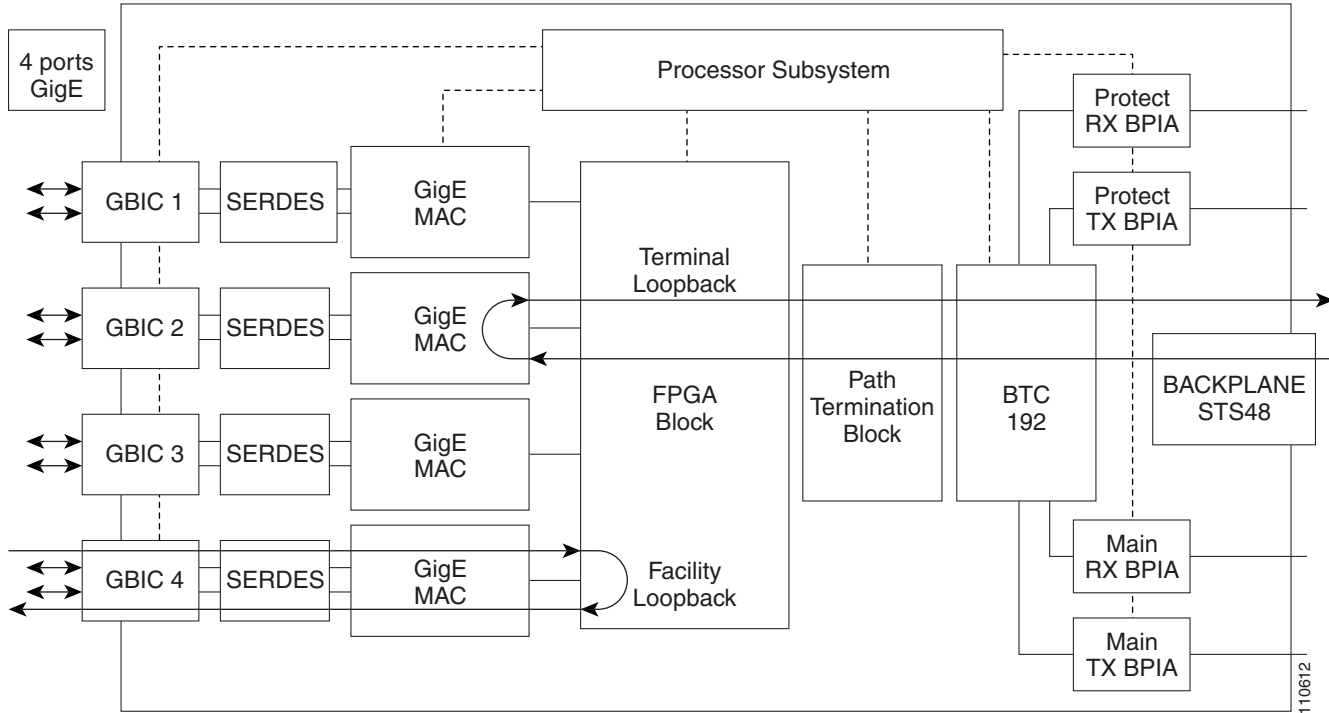 4 ports
GigE
Processor Subsystem
Protect
RX BPIA
Protect
TX BPIA
GBIC 1
SERDES
GigE
MAC
Terminal
Loopback
GBIC 2
SERDES
GigE
MAC
FPGA
Block
Path
Termination
Block
BTC
192
BACKPLANE
STS48
GBIC 3
SERDES
GigE
MAC
GBIC 4
SERDES
GigE
MAC
Facility
Loopback
Main
RX BPIA
Main
TX BPIA
110612